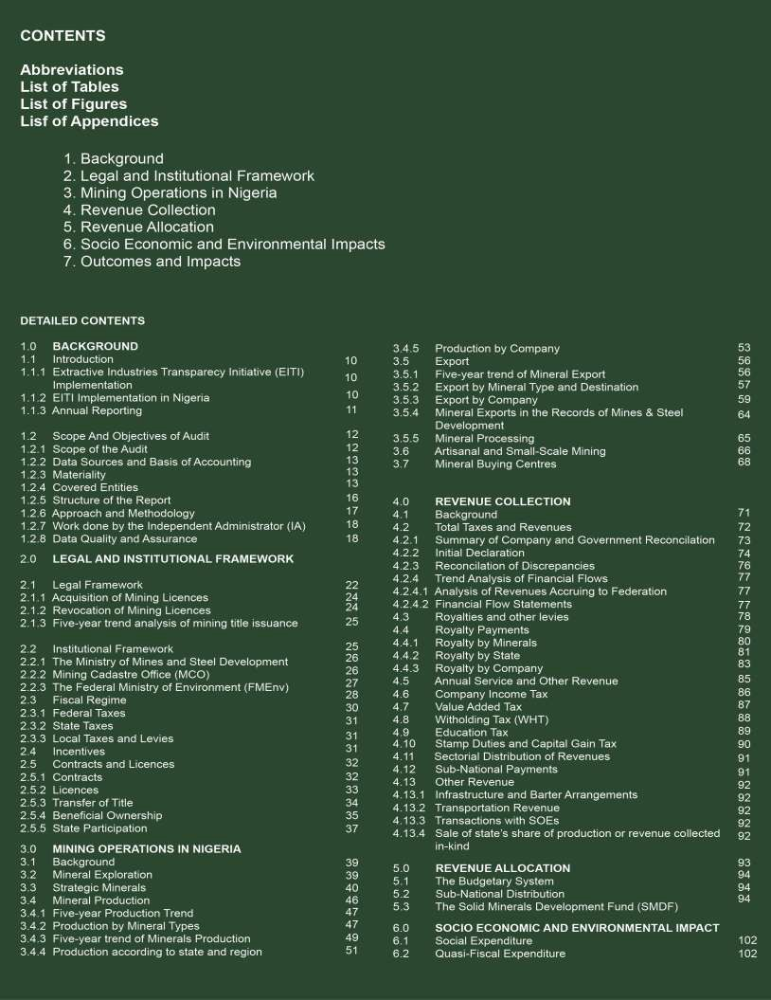 CONTENTS
Abbreviations
List of Tables
List of Figures
Lisf of Appendices
1. Background
2. Legal and Institutional Framework
3. Mining Operations in Nigeria
4. Revenue Collection
5. Revenue Allocation
6. Socio Economic and Environmental Impacts
7. Outcomes and Impacts
DETAILED CONTENTS
1.0 BACKGROUND
1.1 Introduction 10
1.1.1 Extractive Industries Transparecy Initiative (EITI) 10
Implementation
1.1.2 EITI Implementation in Nigeria 10
1.1.3 Annual Reporting 11
1.2 Scope And Objectives of Audit 12
1.2.1 Scope of the Audit 12
1.2.2 Data Sources and Basis of Accounting 13
1.2.3 Materiality 13
1.2.4 Covered Entities 13
1.2.5 Structure of the Report 16
1.2.6 Approach and Methodology 17
1.2.7 Work done by the Independent Administrator (IA) 18
1.2.8 Data Quality and Assurance 18
2.0 LEGAL AND INSTITUTIONAL FRAMEWORK
2.1 Legal Framework 22
2.1.1 Acquisition of Mining Licences 24
2.1.2 Revocation of Mining Licences 24
2.1.3 Five-year trend analysis of mining title issuance 25
2.2 Institutional Framework 25
2.2.1 The Ministry of Mines and Steel Development 26
2.2.2 Mining Cadastre Office (MCO) 26
2.2.3 The Federal Ministry of Environment (FMEnv) 27
2.3 Fiscal Regime 28
2.3.1 Federal Taxes 30
2.3.2 State Taxes 31
2.3.3 Local Taxes and Levies 31
2.4 Incentives 31
2.5 Contracts and Licences 32
2.5.1 Contracts 32
2.5.2 Licences 33
2.5.3 Transfer of Title 34
2.5.4 Beneficial Ownership 35
2.5.5 State Participation 37
3.0 MINING OPERATIONS IN NIGERIA
3.1 Background 39
3.2 Mineral Exploration 39
3.3 Strategic Minerals 40
3.4 Mineral Production 46
3.4.1 Five-year Production Trend 47
3.4.2 Production by Mineral Types 47
3.4.3 Five-year trend of Minerals Production 49
3.4.4 Production according to state and region 51
3.4.5 Production by Company 53
3.5 Export 56
3.5.1 Five-year trend of Mineral Export 56
3.5.2 Export by Mineral Type and Destination 57
3.5.3 Export by Company 59
3.5.4 Mineral Exports in the Records of Mines & Steel 64
Development
3.5.5 Mineral Processing 65
3.6 Artisanal and Small-Scale Mining 66
3.7 Mineral Buying Centres 68
4.0 REVENUE COLLECTION
4.1 Background 71
4.2 Total Taxes and Revenues 72
4.2.1 Summary of Company and Government Reconcilation 73
4.2.2 Initial Declaration 74
4.2.3 Reconcilation of Discrepancies 76
4.2.4 Trend Analysis of Financial Flows 77
4.2.4.1 Analysis of Revenues Accruing to Federation 77
4.2.4.2 Financial Flow Statements 77
4.3 Royalties and other levies 78
4.4 Royalty Payments 79
4.4.1 Royalty by Minerals 80
4.4.2 Royalty by State 81
4.4.3 Royalty by Company 83
4.5 Annual Service and Other Revenue 85
4.6 Company Income Tax 86
4.7 Value Added Tax 87
4.8 Witholding Tax (WHT) 88
4.9 Education Tax 89
4.10 Stamp Duties and Capital Gain Tax 90
4.11 Sectorial Distribution of Revenues 91
4.12 Sub-National Payments 91
4.13 Other Revenue 92
4.13.1 Infrastructure and Barter Arrangements 92
4.13.2 Transportation Revenue 92
4.13.3 Transactions with SOEs 92
4.13.4 Sale of state's share of production or revenue collected 92
in-kind
5.0 REVENUE ALLOCATION 93
5.1 The Budgetary System 94
5.2 Sub-National Distribution 94
5.3 The Solid Minerals Development Fund (SMDF) 94
6.0 SOCIO ECONOMIC AND ENVIRONMENTAL IMPACT
6.1 Social Expenditure 102
6.2 Quasi-Fiscal Expenditure 102